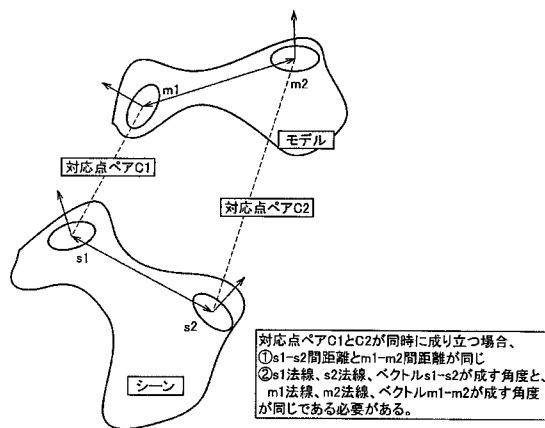 m1
m2
モデル
対応点ペアC1
対応点ペアC2
s1
s2
シーン
対応点ペアC1とC2が同時に成り立つ場合、
①s1-s2間距離とm1-m2間距離が同じ
②s1法線、s2法線、ベクトルs1-s2が成す角度と、
m1法線、m2法線、ベクトルm1-m2が成す角度
が同じである必要がある。